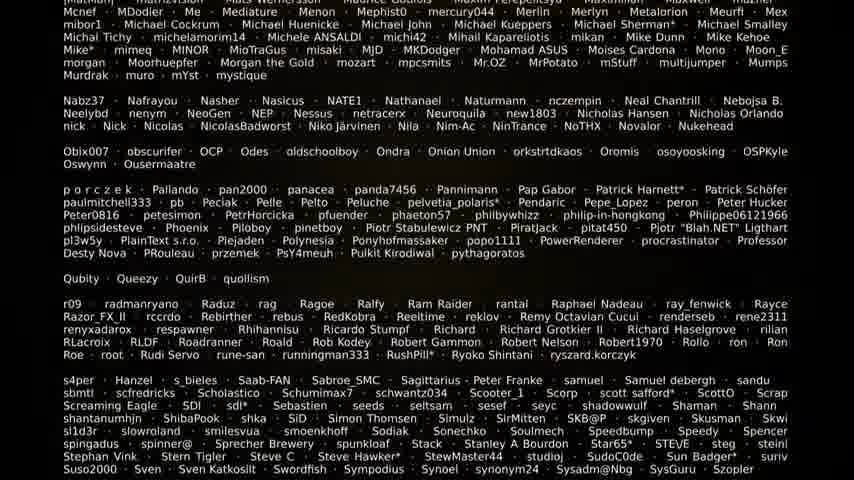 Mcnef · MDodier · Me · Mediature · Memon · Mephist0 · mercury044 · Merlin · Merlyn · Metalorion · Meurfi · Mex
mibor1 · Michael Cockrum · Michael Huenicke · Michael John · Michael Kueppers · Michael Sherman* · Michael Smalley
Michal Tichy · michelamorim14 · Michele ANSALDI · michi42 · Mihail Kapareliotis · mikan · Mike Dunn · Mike Kehoe
Mike* · mimeq · MINOR · MioTraGus · misaki · MJD · MKDodger · Mohamad ASUS · Moises Cardona · Mono · Moon_E
morgan · Moorhuepfer · Morgan the Gold · mozart · mpcsmits · Mr.OZ · MrPotato · mStuff · multijumper · Mumps
Murdrak · muro · mYst · mystique
Nabz37 · Nafrayou · Nasher · Nasicus · NATE1 · Nathanael · Naturmann · nczempin · Neal Chantrill · Nebojsa B.
Neelybd · nenym · NeoGen · NEP · Nessus · netracerx · Neuroquila · new1803 · Nicholas Hansen · Nicholas Orlando
nick · Nick · Nicolas · NicolasBadworst · Niko Järvinen · Nila · Nim-Ac · NinTrance · NoTHX · Novalor · Nukehead
Obix007 · obscurifer · OCP · Odes · oldschoolboy · Ondra · Onion Union · orkstrtdkaos · Oromis · osoyoosking · OSPKyle
Oswynn · Ousermaatre
p o r c z e k · Pallando · pan2000 · panacea · panda7456 · Pannimann · Pap Gabor · Patrick Harnett* · Patrick Schöfer
paulmitchell333 · pb · Peciak · Pelle · Pelto · Peluche · pelvetia_polaris* · Pendaric · Pepe_Lopez · peron · Peter Hucker
Peter0816 · petesimon · PetrHorcicka · pfuender · phaeton57 · philbywhizz · philip-in-hongkong · Philippe06121966
phlipsidesteve · Phoenix · Piloboy · pinetboy · Piotr Stabulewicz PNT · PiratJack · pitat450 · Pjotr "Blah.NET" Ligthart
pl3w5y · PlainText s.r.o. · Plejaden · Polynesia · Ponyhofmassaker · popo1111 · PowerRenderer · procrastinator · Professor
Desty Nova · PRouleau · przemek · PsY4meuh · Pulkit Kirodiwal · pythagoratos
Qubity · Queezy · QuirB · quollism
r09 · radmanryano · Raduz · rag · Ragoe · Ralfy · Ram Raider · rantal · Raphael Nadeau · ray_fenwick · Rayce
Razor_FX_II · rccrdo · Rebirther · rebus · RedKobra · Reeltime · reklov · Remy Octavian Cucui · renderseb · rene2311
renyxadarox · respawner · Rhihannisu · Ricardo Stumpf · Richard · Richard Grotkier II · Richard Haselgrove · rilian
RLacroix · RLDF · Roadranner · Roald · Rob Kodey · Robert Gammon · Robert Nelson · Robert1970 · Rollo · ron · Ron
Roe · root · Rudi Servo · rune-san · runningman333 · RushPill* · Ryoko Shintani · ryszard.korczyk
s4per · Hanzel · s_bieles · Saab-FAN · Sabroe_SMC · Sagittarius - Peter Franke · samuel · Samuel debergh · sandu
sbmtl · scfredricks · Scholastico · Schumimax7 · schwantz034 · Scooter_1 · Scorp · scott safford* · ScottO · Scrap
Screaming Eagle · SDI · sdl* · Sebastien · seeds · seltsam · sesef · seyc · shadowwulf · Shaman · Shann
shantanumhjn · ShibaPook · shka · SiD · Simon Thomsen · Simulz · SirMitten · SKB@P · skgiven · Skusman · Skwi
sl1d3r · slowroland · smilesvua · smoenkhoff · Sodiak · Sonechko · Soulmech · Speedbump · Speedy · Spencer
spingadus · spinner@ · Sprecher Brewery · spunkloaf · Stack · Stanley A Bourdon · Star65* · STE\/E · steg · steinl
Stephan Vink · Stern Tigler · Steve C · Steve Hawker* · StewMaster44 · studioj · SudoC0de · Sun Badger* · suriv
Suso2000 · Sven · Sven Katkosilt · Swordfish · Sympodius · Synoel · synonym24 · Sysadm@Nbg · SysGuru · Szopler